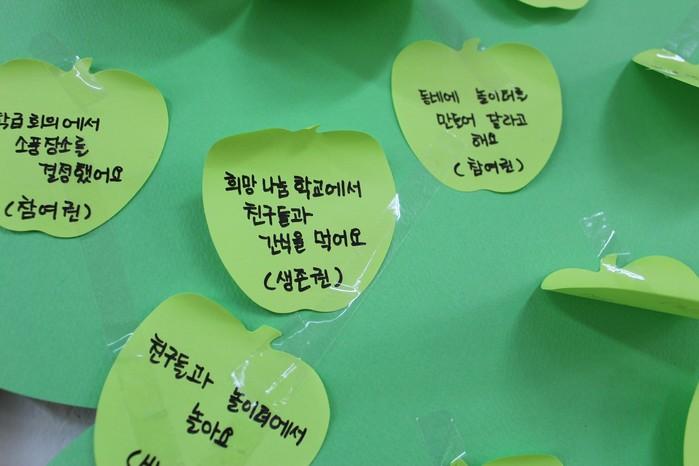 학급 회의에서
소풍 장소를
결정했어요
(참여권)
희망 나눔 학교에서
친구들과
간식을 먹어요
(생존권)
동네에 놀이터를
만들어 달라고
해요
(참여권)
친구들과
놀이터에서
놀아요